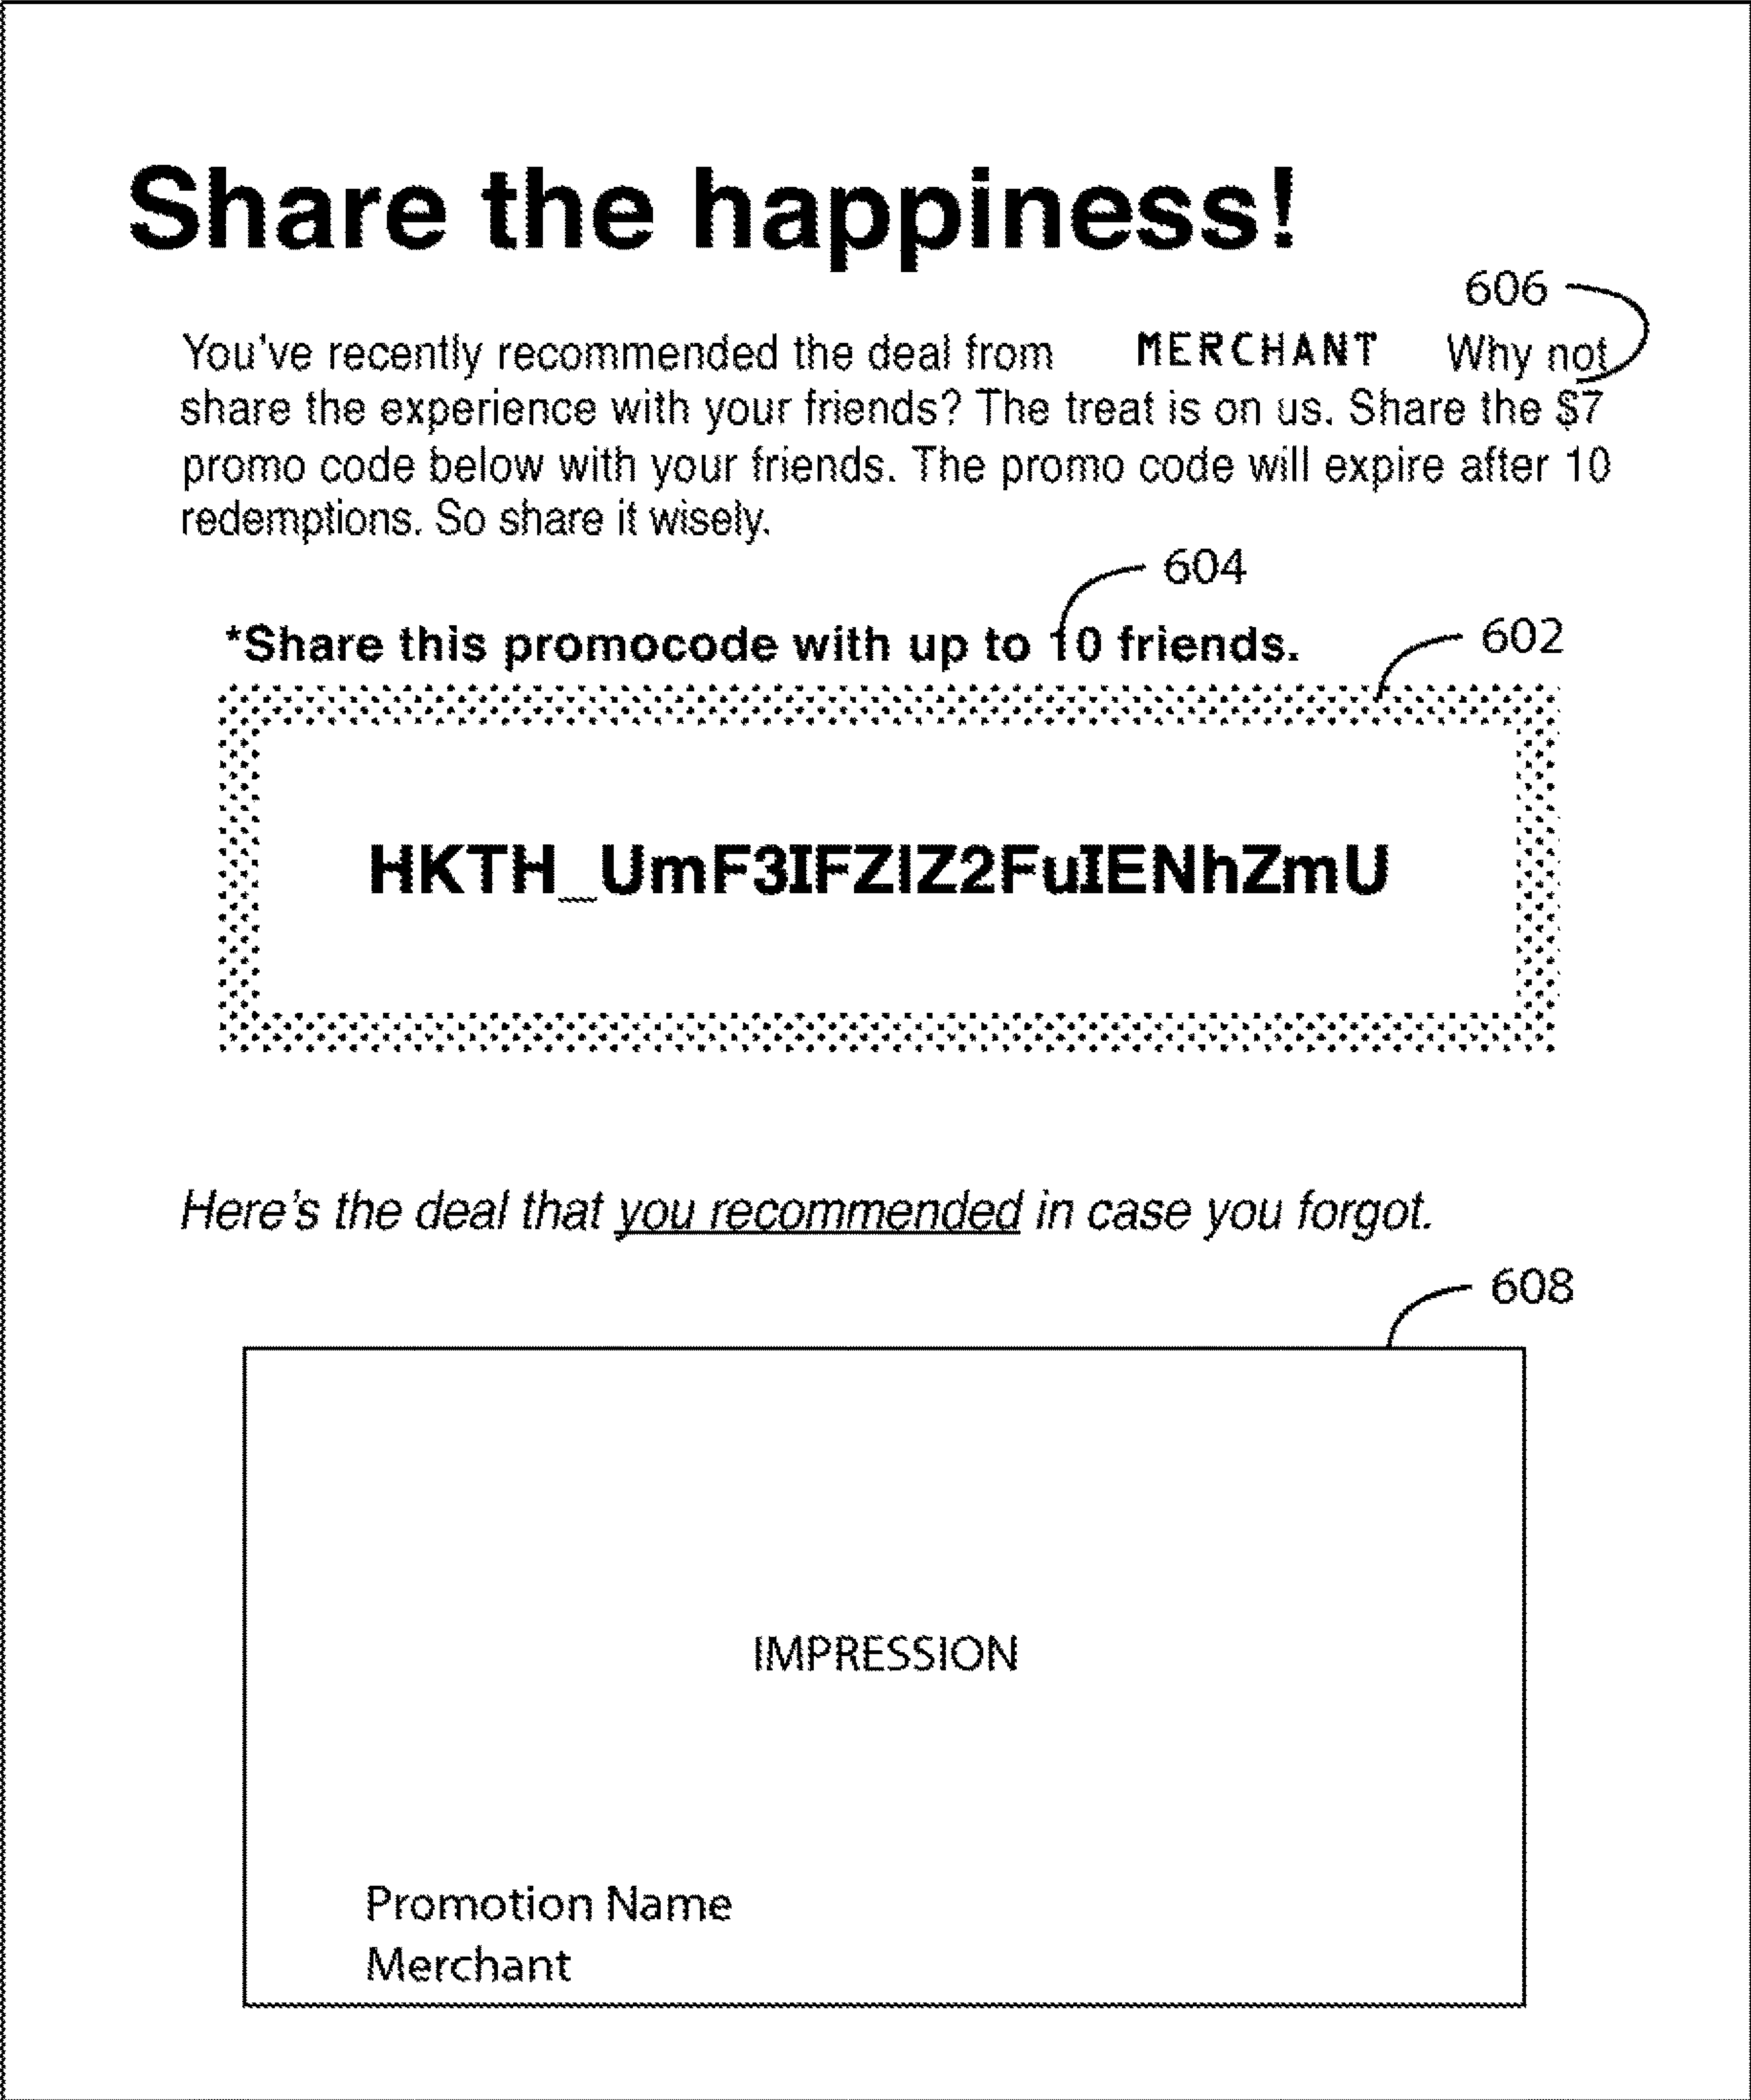 Share the happiness!
606
You've recently recommended the deal from MERCHANT Why not
share the experience with your friends? The treat is on us. Share the $7
promo code below with your friends. The promo code will expire after 10
redemptions. So share it wisely.
604
*Share this promocode with up to 10 friends.
602
HKTH_UmF3IFZlZ2FuIENhZmU
Here's the deal that you recommended in case you forgot.
608
IMPRESSION
Promotion Name
Merchant